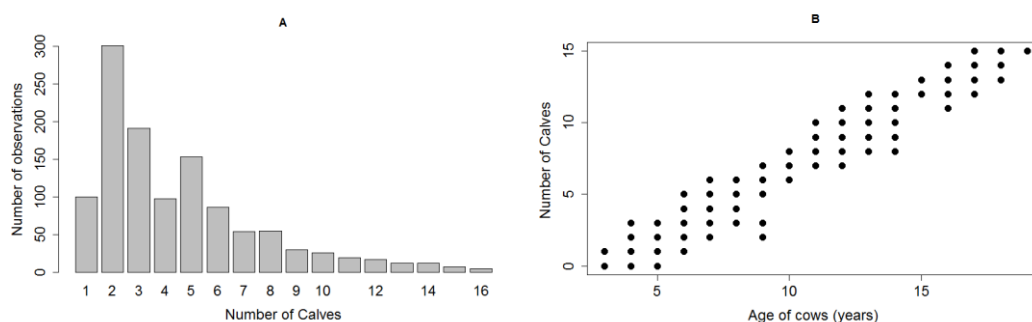 A
Number of observations
300
250
200
150
100
50
0
1 2 3 4 5 6 7 8 9 10 12 14 16
Number of Calves
B
Number of Calves
15
10
5
0
5 10 15
Age of cows (years)